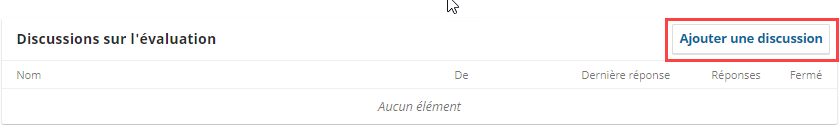 Discussions sur l'évaluation Ajouter une discussion
Nom De Dernière réponse Réponses Fermé
Aucun élément